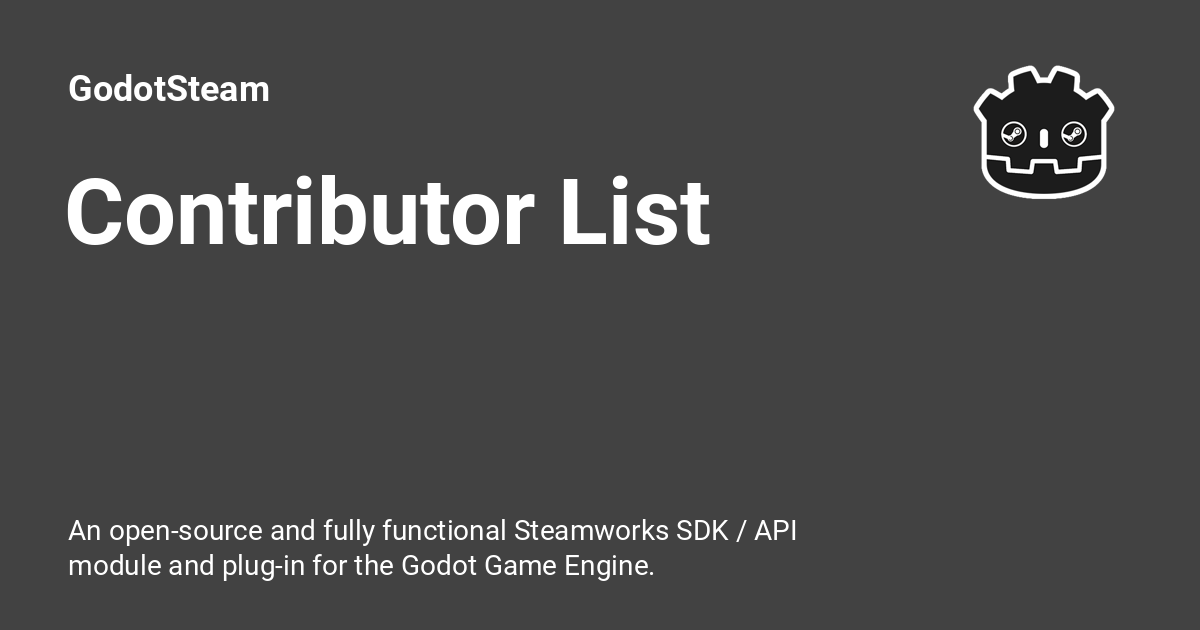 GodotSteam
Contributor List
An open-source and fully functional Steamworks SDK / API
module and plug-in for the Godot Game Engine.